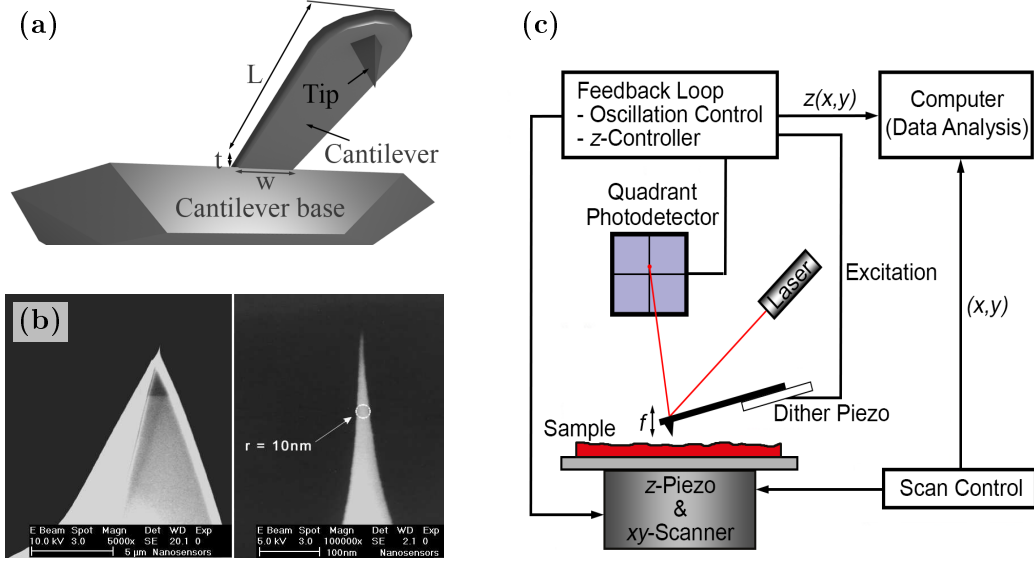 (a)
L
Tip
Cantilever
t
w
Cantilever base
(b)
r = 10nm
E Beam Spot Magn Det WD Exp
10.0 kV 3.0 5000x SE 20.1 0
5 µm Nanosensors
E Beam Spot Magn Det WD Exp
5.0 kV 3.0 100000x SE 2.1 0
100nm Nanosensors
(c)
Feedback Loop
- Oscillation Control
- z-Controller
z(x,y)
Computer
(Data Analysis)
Quadrant
Photodetector
Laser
Excitation
(x,y)
f
Dither Piezo
Sample
z-Piezo
&
xy-Scanner
Scan Control